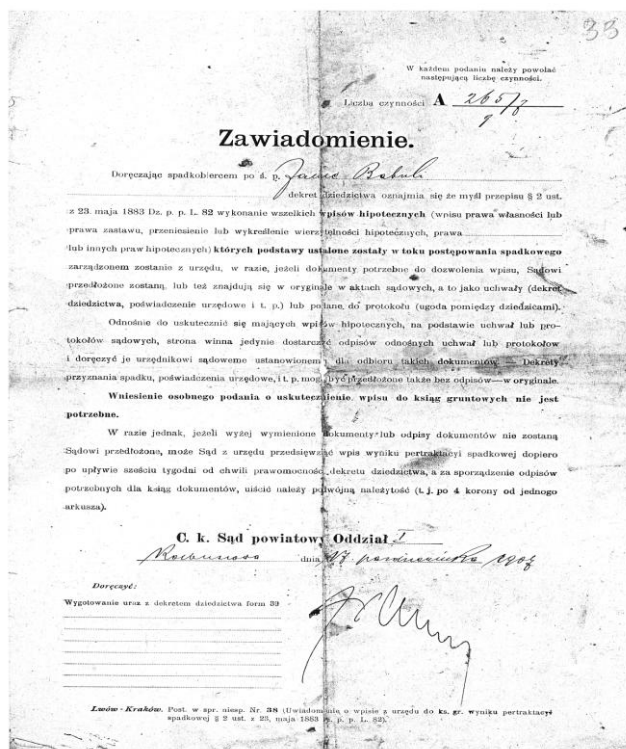 33
W każdem podaniu należy powołać
następującą liczbę czynności.
Liczba czynności A 265/7
9
Zawiadomienie.
Doręczając spadkobiercom po ś. p.
dekret dziedzictwa oznajmia się że myśl przepisu § 2 ust.
z 23. maja 1883 Dz. p. p. L. 82 wykonanie wszelkich wpisów hipotecznych (wpisu prawa własności lub
prawa zastawu, przeniesienie lub wykreślenie wierzytelności hipotecznych, prawa
lub innych praw hipotecznych) których podstawy ustalone zostały w toku postępowania spadkowego
zarządzonem zostanie z urzędu, w razie, jeżeli dokumenty potrzebne do dozwolenia wpisu, Sądowi
przedłożone zostaną, lub też znajdują się w oryginale w aktach sądowych, a to jako uchwały (dekret
dziedzictwa, poświadczenie urzędowe i t. p.) lub podane do protokołu (ugoda pomiędzy dziedzicami).
Odnośnie do uskutecznić się mających wpisów hipotecznych, na podstawie uchwał lub pro-
tokołów sądowych, strona winna jedynie dostarczyć odpisów odnośnych uchwał lub protokołów
i doręczyć je urzędnikowi sądowemu ustanowionemu dla odbioru takich dokumentów. — Dekrety
przyznania spadku, poświadczenia urzędowe, i t. p. mogą być przedłożone także bez odpisów—w oryginale.
Wniesienie osobnego podania o uskutecznienie wpisu do ksiąg gruntowych nie jest
potrzebne.
W razie jednak, jeżeli wyżej wymienione dokumenty lub odpisy dokumentów nie zostaną
Sądowi przedłożone, może Sąd z urzędu przedsięwziąć wpis wyniku pertraktacyi spadkowej dopiero
po upływie sześciu tygodni od chwili prawomocności dekretu dziedzictwa, a za sporządzenie odpisów
potrzebnych dla ksiąg dokumentów, uiścić należy podwójną należytość (t. j. po 4 korony od jednego
arkusza).
C. k. Sąd powiatowy Oddział I
dnia 17 października
Doręczyć:
Wygotowanie uraz z dekretem dziedzictwa form 39
Lwów - Kraków. Post. w spr. niesp. Nr. 38 (Uwiadomienie o wpisie z urzędu do ks. gr. wyniku pertraktacyi
spadkowej § 2 ust. z 23, maja 1883 p. p. L. 82).